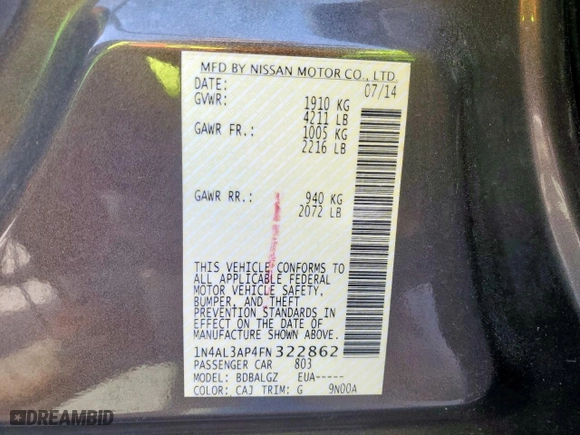 MFD BY NISSAN MOTOR CO., LTD.
DATE: 07/14
GVWR: 1910 KG
4211 LB
GAWR FR.: 1005 KG
2216 LB
GAWR RR.: 940 KG
2072 LB
THIS VEHICLE CONFORMS TO
ALL APPLICABLE FEDERAL
MOTOR VEHICLE SAFETY,
BUMPER, AND THEFT
PREVENTION STANDARDS IN
EFFECT ON THE DATE OF
MANUFACTURE SHOWN ABOVE.
1N4AL3AP4FN322862
PASSENGER CAR 803
MODEL: BDBALGZ EUA-----
COLOR: CAJ TRIM: G 9N00A
DREAMBID